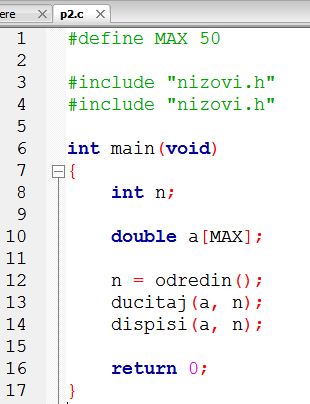 ere p2.c
1 #define MAX 50
2
3 #include "nizovi.h"
4 #include "nizovi.h"
5
6 int main(void)
7 {
8 int n;
9
10 double a[MAX];
11
12 n = odredin();
13 ducitaj(a, n);
14 dispisi(a, n);
15
16 return 0;
17 }